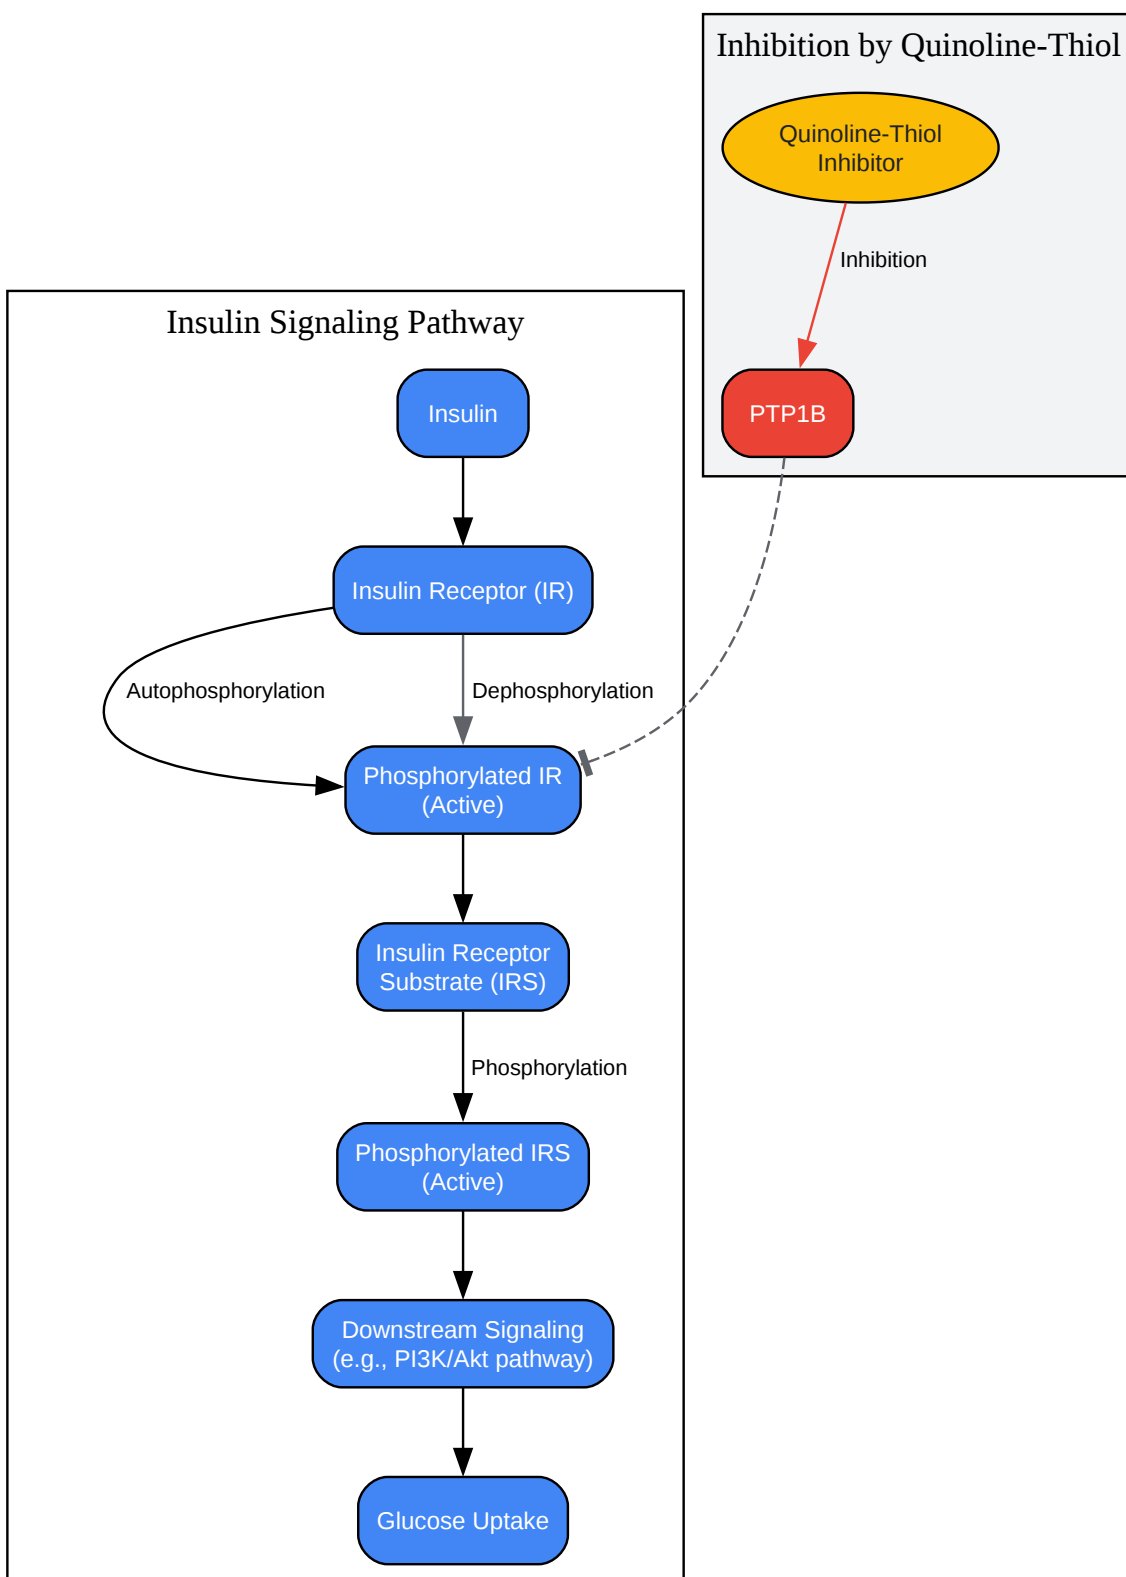 Inhibition by Quinoline-Thiol
Quinoline-Thiol
Inhibitor
Inhibition
PTP1B
Insulin Signaling Pathway
Insulin
Insulin Receptor (IR)
Autophosphorylation
Dephosphorylation
Phosphorylated IR
(Active)
Insulin Receptor
Substrate (IRS)
Phosphorylation
Phosphorylated IRS
(Active)
Downstream Signaling
(e.g., PI3K/Akt pathway)
Glucose Uptake